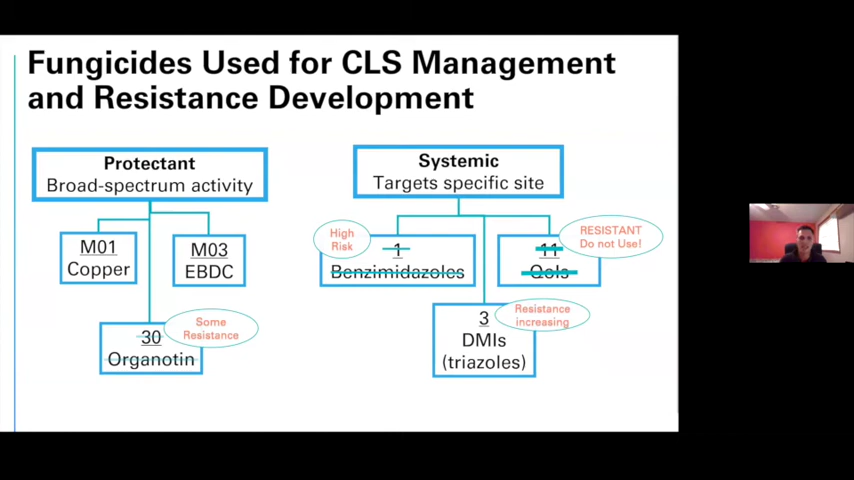 Fungicides Used for CLS Management
and Resistance Development
Protectant
Broad-spectrum activity
M01
Copper
M03
EBDC
30
Organotin
Some
Resistance
Systemic
Targets specific site
High
Risk
1
Benzimidazoles
11
QoIs
RESISTANT
Do not Use!
3
DMIs
(triazoles)
Resistance
increasing